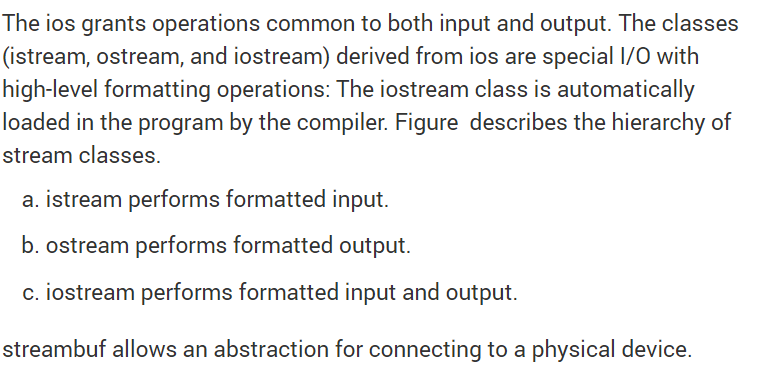 The ios grants operations common to both input and output. The classes
(istream, ostream, and iostream) derived from ios are special I/O with
high-level formatting operations: The iostream class is automatically
loaded in the program by the compiler. Figure  describes the hierarchy of
stream classes.
a. istream performs formatted input.
b. ostream performs formatted output.
c. iostream performs formatted input and output.
streambuf allows an abstraction for connecting to a physical device.